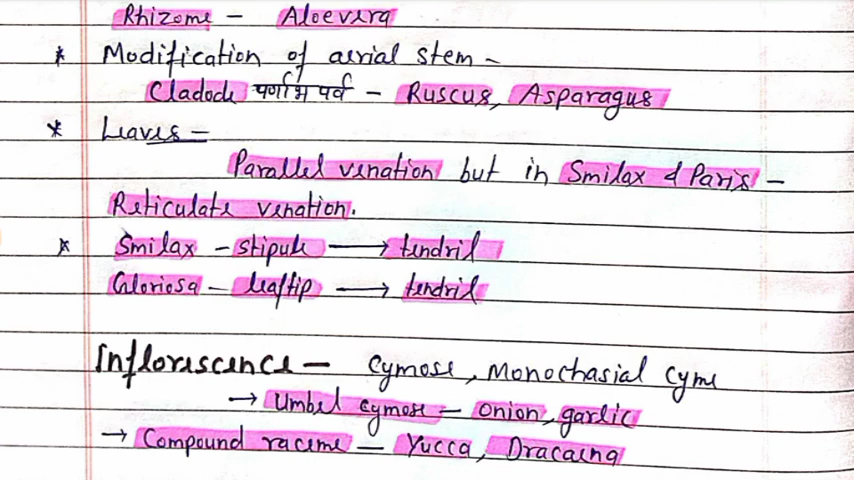 Rhizome - Aloevera
* Modification of aerial stem -
Cladode पर्णाभ पर्व - Ruscus, Asparagus
* Leaves -
Parallel venation but in Smilax & Paris -
Reticulate venation.
* Smilax - stipule → tendril
Gloriosa - leaftip → tendril
Inflorescence - Cymose, Monochasial cyme
→ Umbel cymose - onion, garlic
→ Compound raceme - Yucca, Dracaena